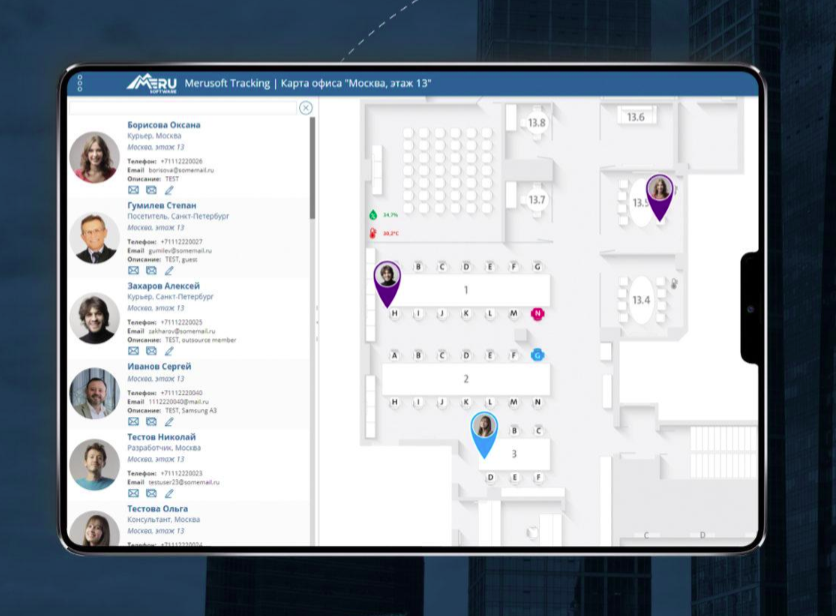 MERU
SOFTWARE
Merusoft Tracking | Карта офиса "Москва, этаж 13"
Борисова Оксана
Курьер, Москва
Москва, этаж 13
Телефон: +71112220026
Email borisova@somemail.ru
Описание: TEST
Гумилев Степан
Посетитель, Санкт-Петербург
Москва, этаж 13
Телефон: +71112220027
Email gumilev@somemail.ru
Описание: TEST, guest
Захаров Алексей
Курьер, Санкт-Петербург
Москва, этаж 13
Телефон: +71112220025
Email zakharov@somemail.ru
Описание: TEST, outsource member
Иванов Сергей
Москва, этаж 13
Телефон: +71112220040
Email 1112220040@mail.ru
Описание: TEST, Samsung A3
Тестов Николай
Разработчик, Москва
Москва, этаж 13
Телефон: +71112220023
Email testuser23@somemail.ru
Тестова Ольга
Консультант, Москва
Москва, этаж 13
13.8
13.6
13.7
13.5
24.7%
13.4
B C D E F G
1
H I J K L M N
A B C D E F G
2
H I J K L M N
B C
3
D E F
C D